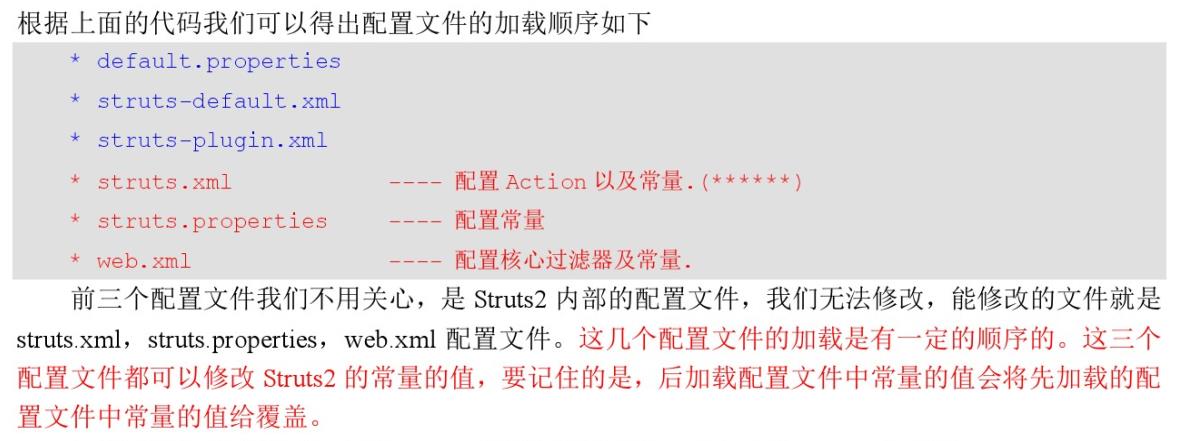 根据上面的代码我们可以得出配置文件的加载顺序如下
* default.properties
* struts-default.xml
* struts-plugin.xml
* struts.xml ---- 配置 Action 以及常量.(******)
* struts.properties ---- 配置常量
* web.xml ---- 配置核心过滤器及常量.
前三个配置文件我们不用关心，是 Struts2 内部的配置文件，我们无法修改，能修改的文件就是
struts.xml，struts.properties，web.xml 配置文件。这几个配置文件的加载是有一定的顺序的。这三个
配置文件都可以修改 Struts2 的常量的值，要记住的是，后加载配置文件中常量的值会将先加载的配
置文件中常量的值给覆盖。